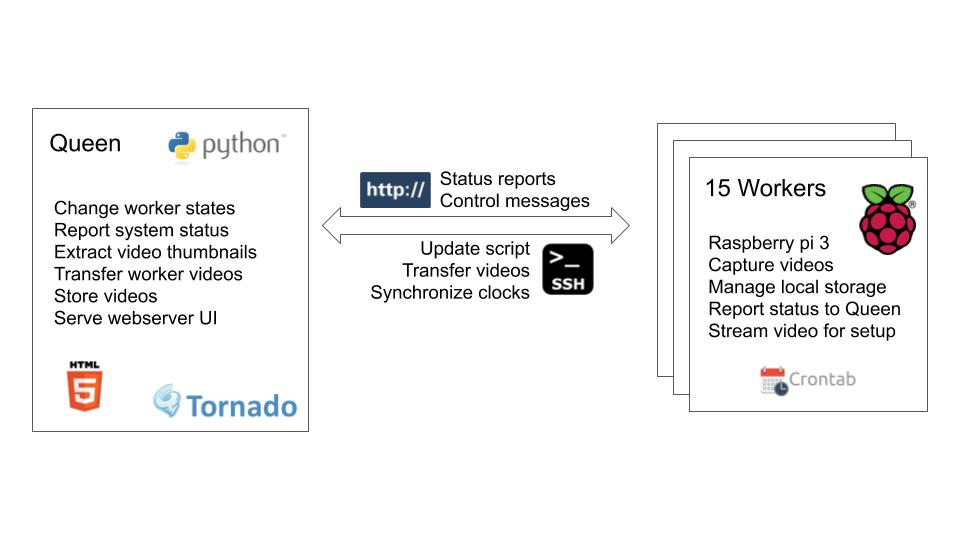 Queen
python™
Change worker states
Report system status
Extract video thumbnails
Transfer worker videos
Store videos
Serve webserver UI
HTML
5
Tornado
http://
Status reports
Control messages
Update script
Transfer videos
Synchronize clocks
>_
SSH
15 Workers
®
Raspberry pi 3
Capture videos
Manage local storage
Report status to Queen
Stream video for setup
Crontab